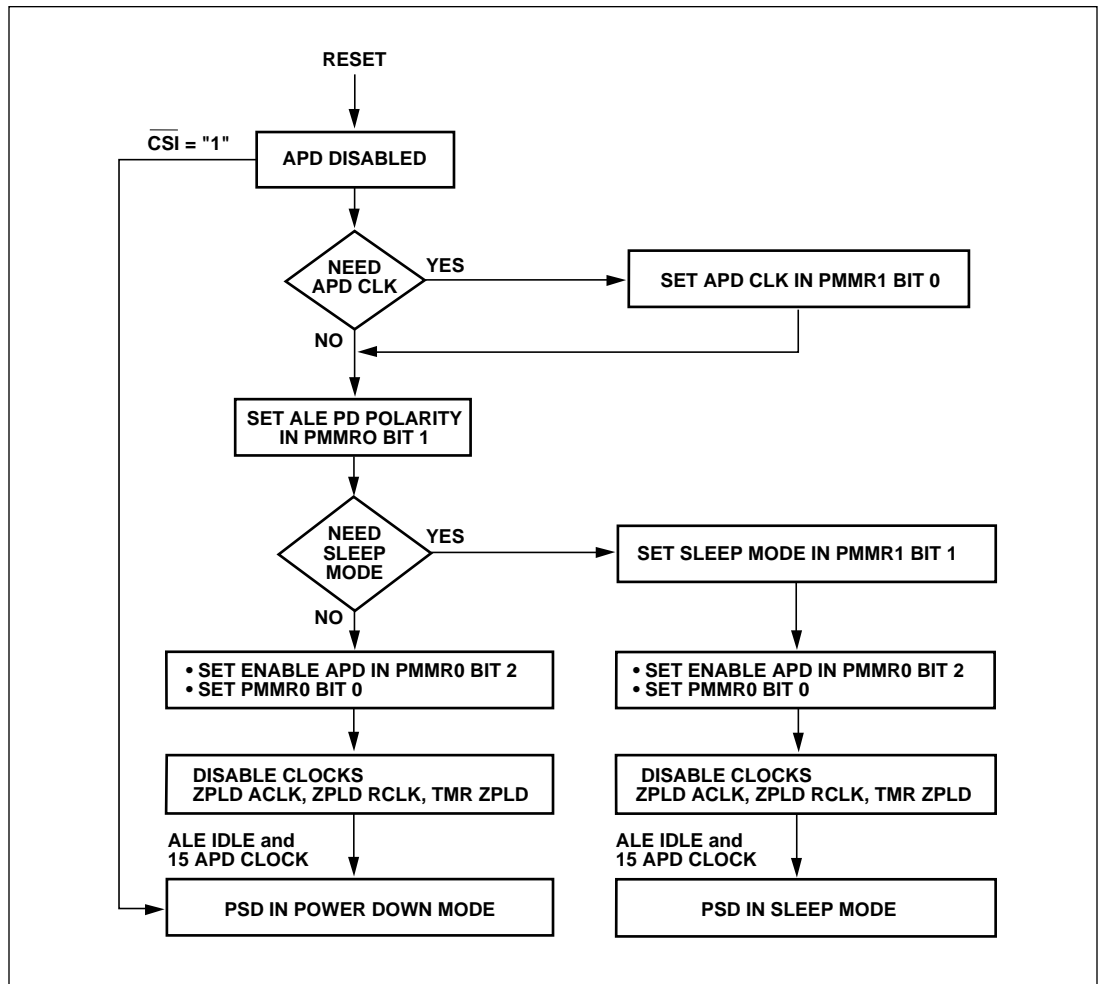 RESET
CSI = "1"
APD DISABLED
NEED
APD CLK
YES
SET APD CLK IN PMMR1 BIT 0
NO
SET ALE PD POLARITY
IN PMMRO BIT 1
NEED
SLEEP
MODE
YES
SET SLEEP MODE IN PMMR1 BIT 1
NO
• SET ENABLE APD IN PMMR0 BIT 2
• SET PMMR0 BIT 0
• SET ENABLE APD IN PMMR0 BIT 2
• SET PMMR0 BIT 0
DISABLE CLOCKS
ZPLD ACLK, ZPLD RCLK, TMR ZPLD
DISABLE CLOCKS
ZPLD ACLK, ZPLD RCLK, TMR ZPLD
ALE IDLE and
15 APD CLOCK
ALE IDLE and
15 APD CLOCK
PSD IN POWER DOWN MODE
PSD IN SLEEP MODE